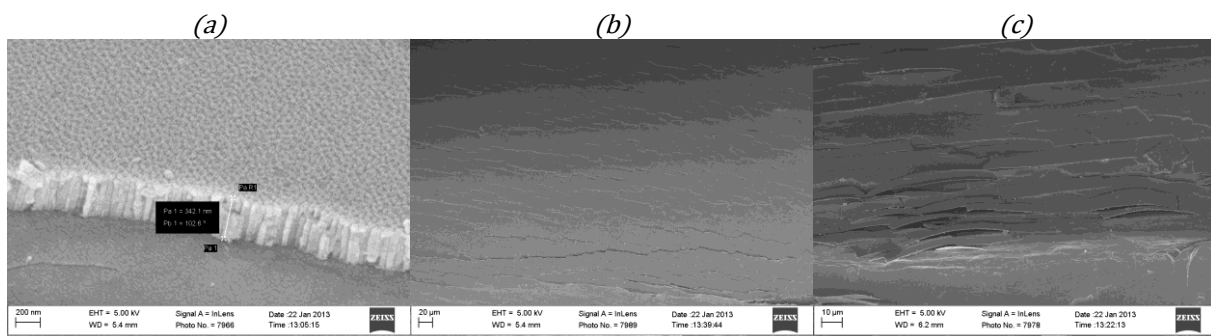 (a)
(b)
(c)
Pa R1
Pa 1 = 342.1 nm
Pb 1 = 102.6 °
Pa 1
200 nm
EHT = 5.00 kV
WD = 5.4 mm
Signal A = InLens
Photo No. = 7966
Date :22 Jan 2013
Time :13:05:15
ZEISS
20 µm
EHT = 5.00 kV
WD = 5.4 mm
Signal A = InLens
Photo No. = 7989
Date :22 Jan 2013
Time :13:39:44
ZEISS
10 µm
EHT = 5.00 kV
WD = 6.2 mm
Signal A = InLens
Photo No. = 7978
Date :22 Jan 2013
Time :13:22:13
ZEISS